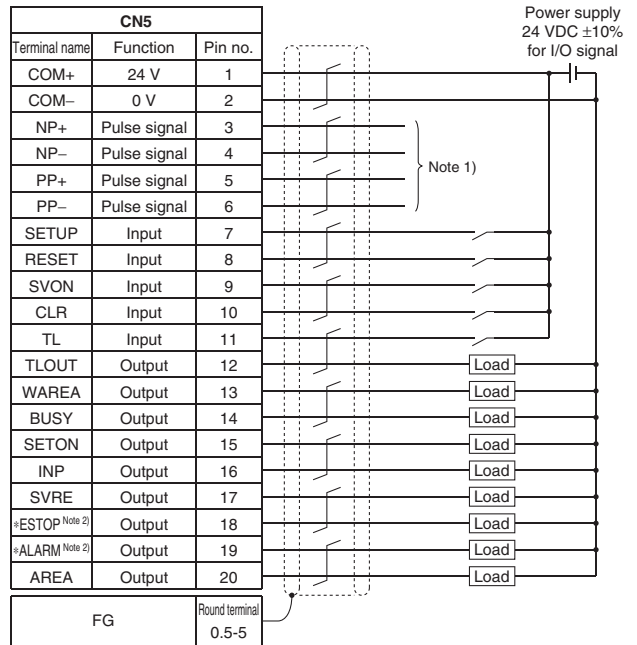 Power supply
24 VDC ±10%
for I/O signal
CN5
Terminal name Function Pin no.
COM+ 24 V 1
COM− 0 V 2
NP+ Pulse signal 3
NP− Pulse signal 4
PP+ Pulse signal 5
PP− Pulse signal 6
Note 1)
SETUP Input 7
RESET Input 8
SVON Input 9
CLR Input 10
TL Input 11
TLOUT Output 12 Load
WAREA Output 13 Load
BUSY Output 14 Load
SETON Output 15 Load
INP Output 16 Load
SVRE Output 17 Load
*ESTOP Note 2) Output 18 Load
*ALARM Note 2) Output 19 Load
AREA Output 20 Load
FG Round terminal
0.5-5